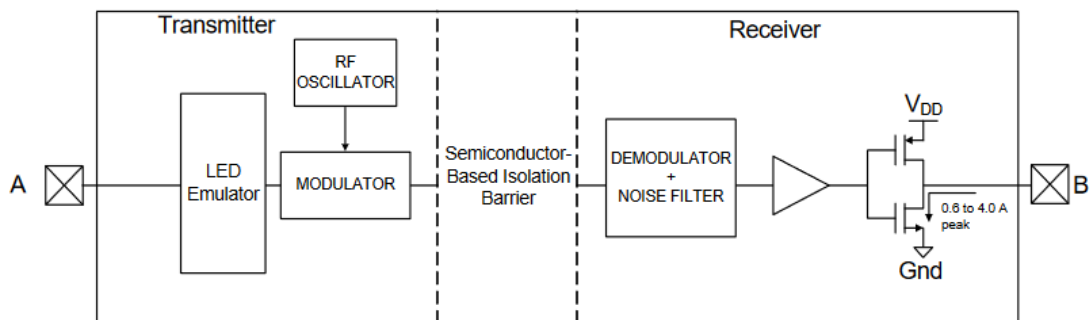 Transmitter
Receiver
RF
OSCILLATOR
V_DD
LED
Emulator
MODULATOR
Semiconductor-
Based Isolation
Barrier
DEMODULATOR
+
NOISE FILTER
A
B
0.6 to 4.0 A
peak
Gnd